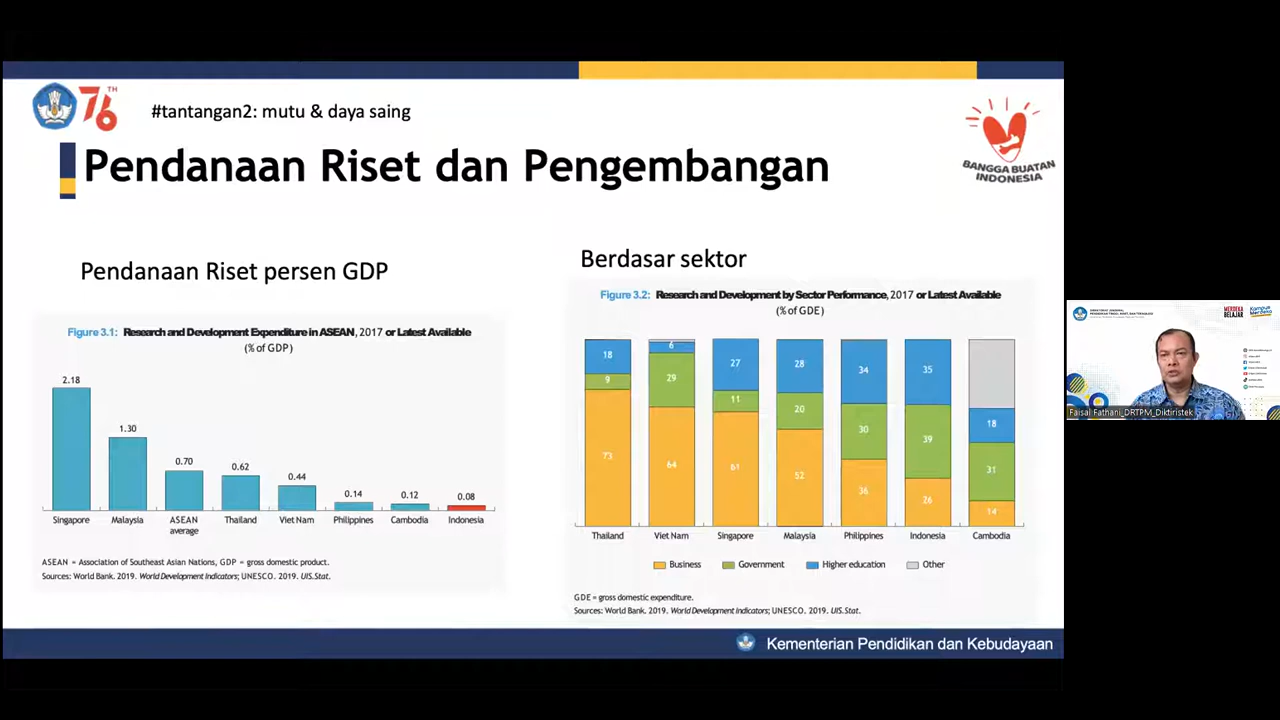 76TH
#tantangan2: mutu & daya saing
Pendanaan Riset dan Pengembangan
BANGGA BUATAN
INDONESIA
Pendanaan Riset persen GDP
Figure 3.1: Research and Development Expenditure in ASEAN, 2017 or Latest Available
(% of GDP)
2.18
1.30
0.70
0.62
0.44
0.14
0.12
0.08
Singapore
Malaysia
ASEAN
average
Thailand
Viet Nam
Philippines
Cambodia
Indonesia
ASEAN = Association of Southeast Asian Nations, GDP = gross domestic product.
Sources: World Bank. 2019. World Development Indicators; UNESCO. 2019. UIS.Stat.
Berdasar sektor
Figure 3.2: Research and Development by Sector Performance, 2017 or Latest Available
(% of GDE)
18
9
73
6
29
64
27
11
61
28
20
52
34
30
36
35
39
26
18
31
14
Thailand
Viet Nam
Singapore
Malaysia
Philippines
Indonesia
Cambodia
Business
Government
Higher education
Other
GDE = gross domestic expenditure.
Sources: World Bank. 2019. World Development Indicators; UNESCO. 2019. UIS.Stat.
Kementerian Pendidikan dan Kebudayaan
MERDEKA
BELAJAR
Kampus
Merdeka
Faisal Fathani_DRTPM_Diktiristek